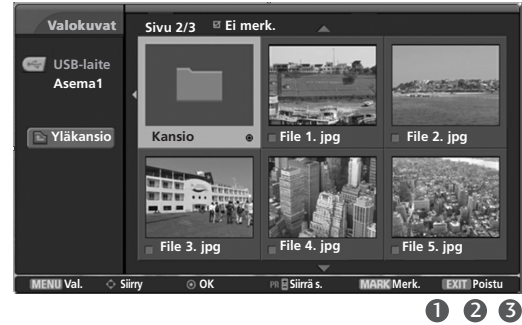 Valokuvat
Sivu 2/3 Ei merk.
USB-laite
Asema1
Yläkansio
Kansio
File 1. jpg
File 2. jpg
File 3. jpg
File 4. jpg
File 5. jpg
MENU Val. Siirry OK PR Siirrä s. MARK Merk. EXIT Poistu
1 2 3